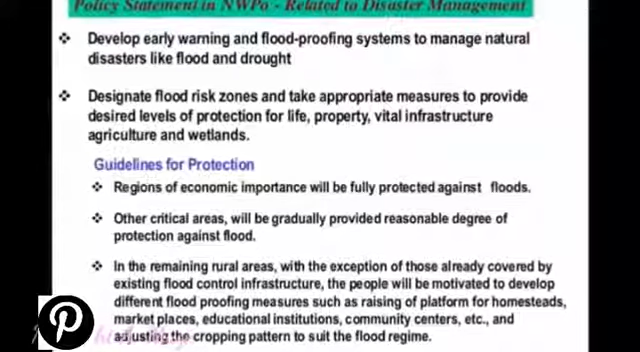 Policy Statement in NWPo - Related to Disaster Management
❖ Develop early warning and flood-proofing systems to manage natural
disasters like flood and drought
❖ Designate flood risk zones and take appropriate measures to provide
desired levels of protection for life, property, vital infrastructure
agriculture and wetlands.
Guidelines for Protection
❖ Regions of economic importance will be fully protected against floods.
❖ Other critical areas, will be gradually provided reasonable degree of
protection against flood.
❖ In the remaining rural areas, with the exception of those already covered by
existing flood control infrastructure, the people will be motivated to develop
different flood proofing measures such as raising of platform for homesteads,
market places, educational institutions, community centers, etc., and
adjusting the cropping pattern to suit the flood regime.